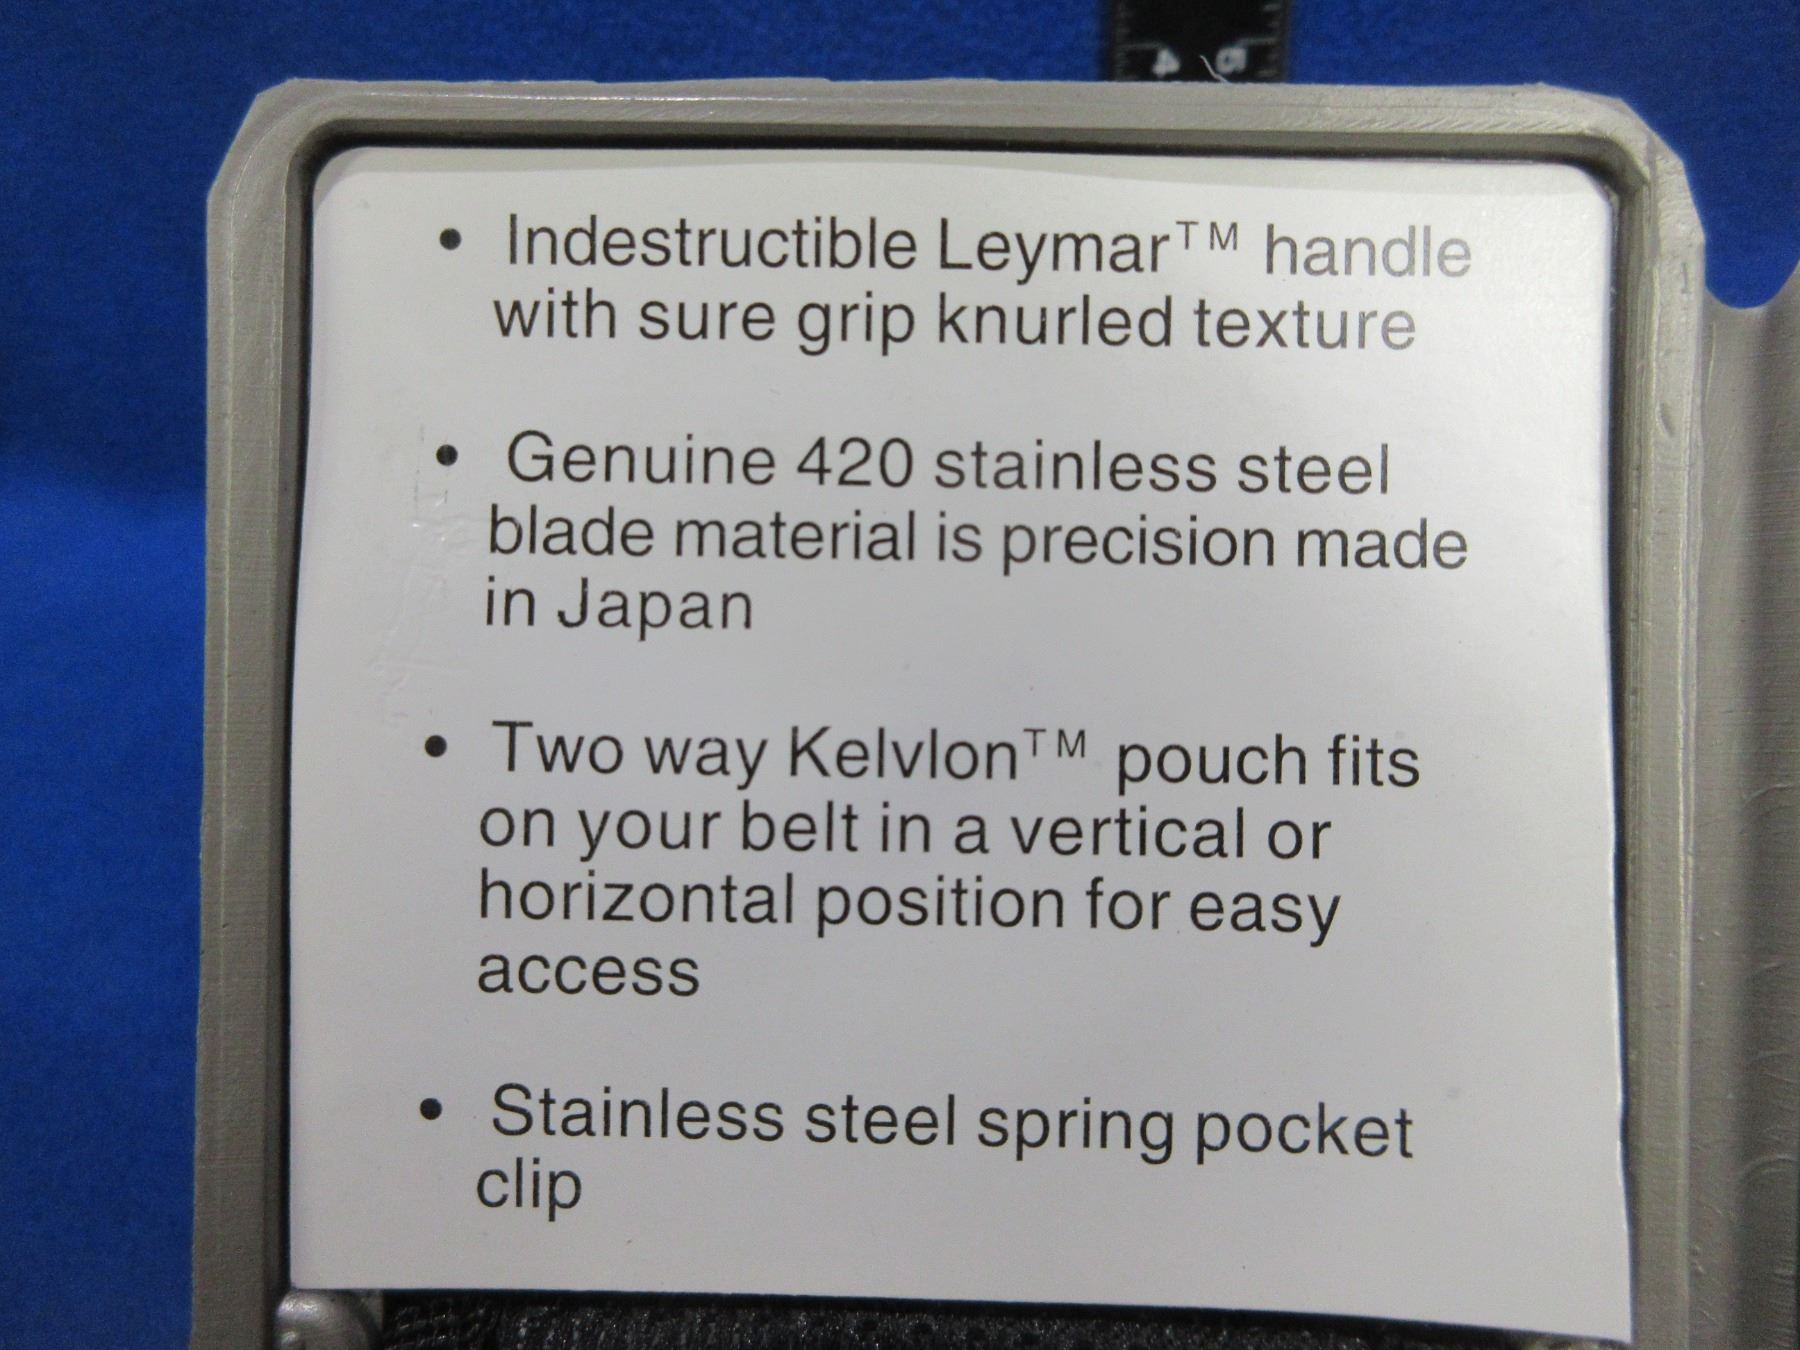 4 5
• Indestructible Leymar™ handle
with sure grip knurled texture
• Genuine 420 stainless steel
blade material is precision made
in Japan
• Two way Kelvlon™ pouch fits
on your belt in a vertical or
horizontal position for easy
access
• Stainless steel spring pocket
clip